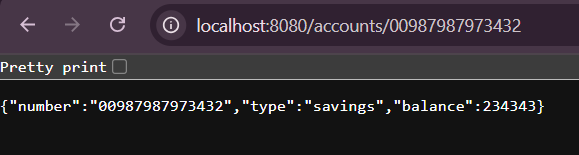 localhost:8080/accounts/00987987973432
Pretty print
{"number":"00987987973432","type":"savings","balance":234343}